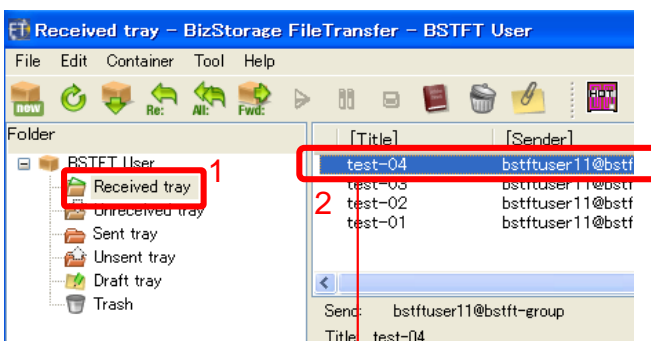 Received tray - BizStorage FileTransfer - BSTFT User
File Edit Container Tool Help
new Re: All: Fwd: HOT
Folder
[Title] [Sender]
BSTFT User
1
test-04 bstftuser11@bstf
Received tray
test-03 bstftuser11@bstf
Unreceived tray
2
test-02 bstftuser11@bstf
Sent tray
test-01 bstftuser11@bstf
Unsent tray
Draft tray
Trash
Send: bstftuser11@bstft-group
Title: test-04